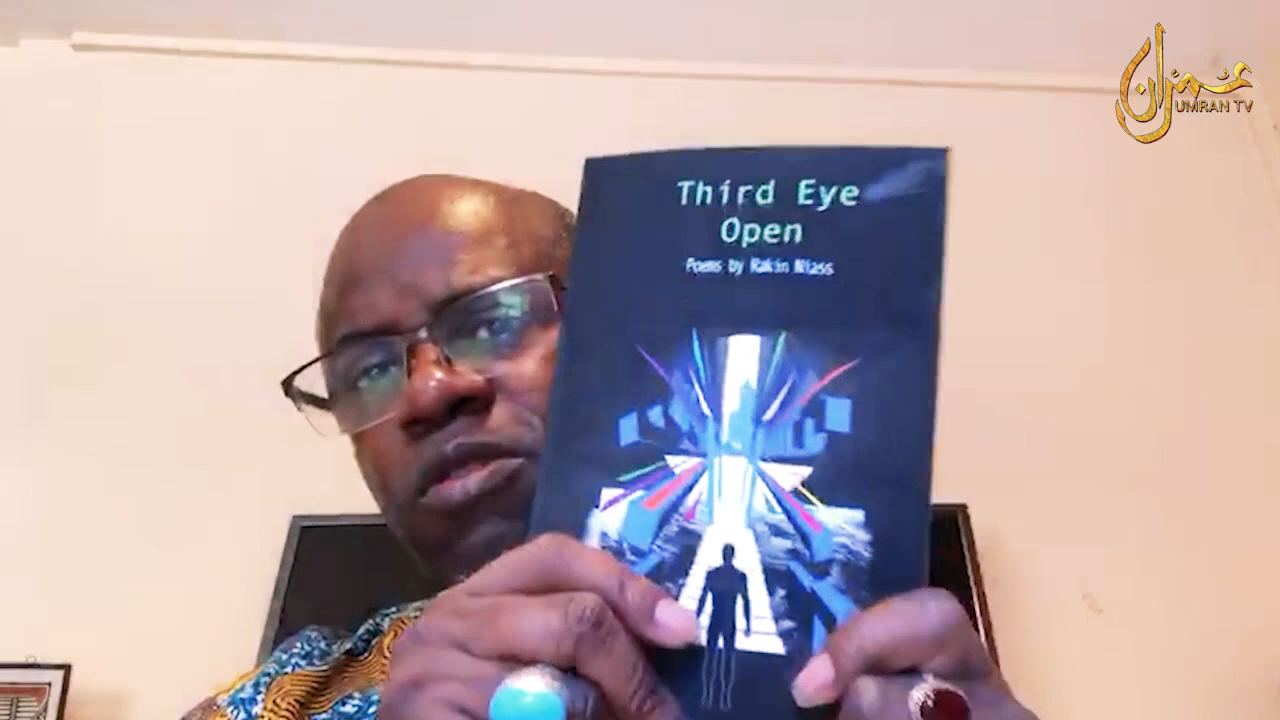 عمران
UMRAN TV
Third Eye
Open
Poems by Rakin Niass